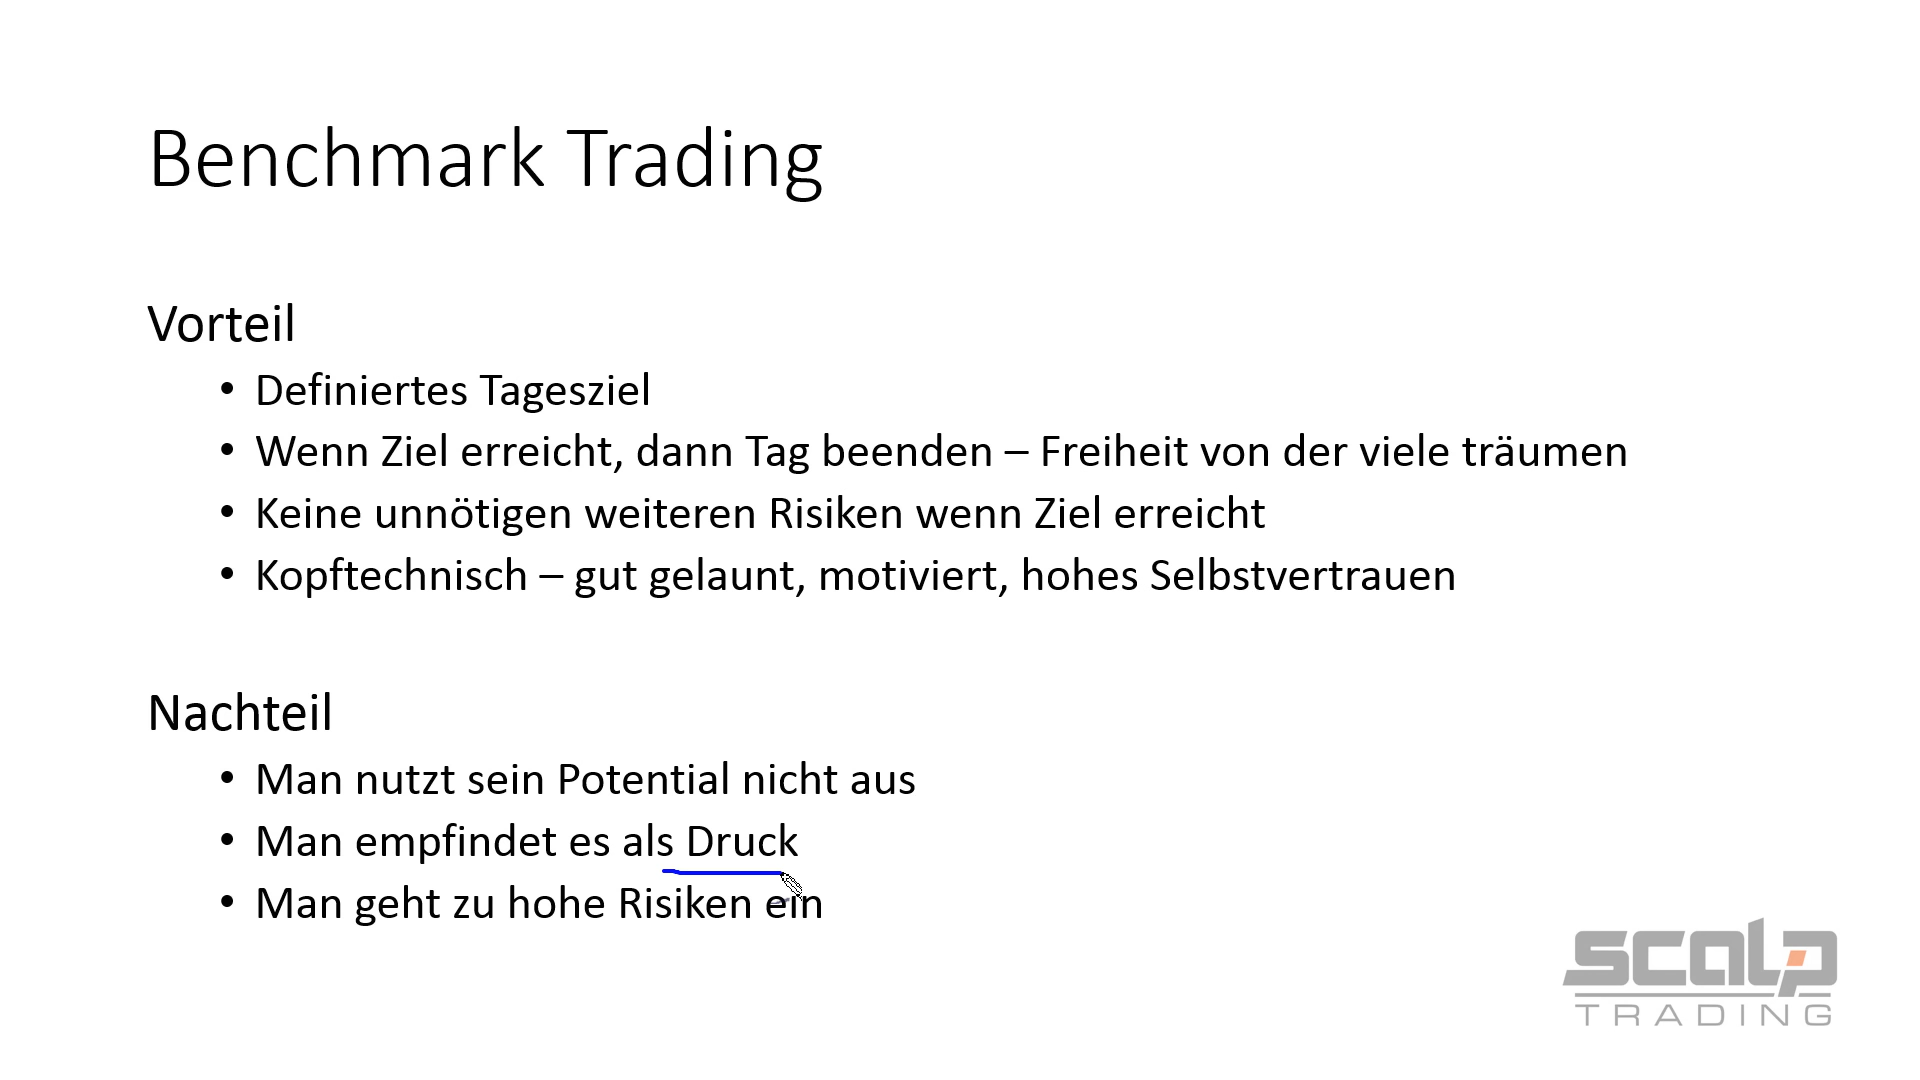 Benchmark Trading
Vorteil
• Definiertes Tagesziel
• Wenn Ziel erreicht, dann Tag beenden – Freiheit von der viele träumen
• Keine unnötigen weiteren Risiken wenn Ziel erreicht
• Kopftechnisch – gut gelaunt, motiviert, hohes Selbstvertrauen
Nachteil
• Man nutzt sein Potential nicht aus
• Man empfindet es als Druck
• Man geht zu hohe Risiken ein
scalp
TRADING